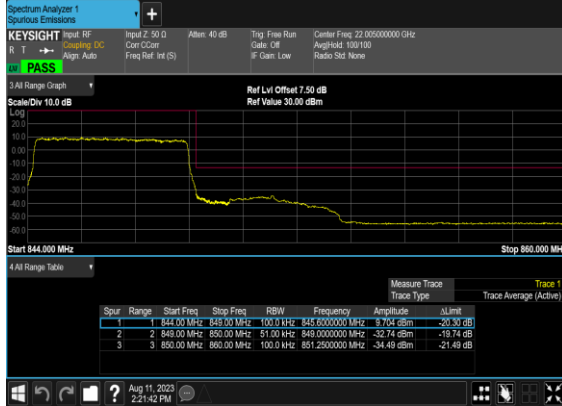 Spectrum Analyzer 1
Spurious Emissions
+
KEYSIGHT Input: RF Input Z: 50 Ω Atten: 40 dB Trig: Free Run Center Freq: 22.005000000 GHz
R T Coupling: DC Corr CCorr Gate: Off Avg|Hold: 100/100
Align: Auto Freq Ref: Int (S) IF Gain: Low Radio Std: None
PASS
3 All Range Graph Ref Lvl Offset 7.50 dB
Scale/Div 10.0 dB Ref Value 30.00 dBm
Log
20.0
10.0
0.00
-10.0
-20.0
-30.0
-40.0
-50.0
-60.0
Start 844.000 MHz Stop 860.000 MH
4 All Range Table
Measure Trace Trace 1
Trace Type Trace Average (Active)
Spur Range Start Freq Stop Freq RBW Frequency Amplitude ΔLimit
1 1 844.00 MHz 849.00 MHz 100.0 kHz 845.6000000 MHz 9.704 dBm -20.30 dB
2 2 849.00 MHz 850.00 MHz 51.00 kHz 849.0000000 MHz -32.74 dBm -19.74 dB
3 3 850.00 MHz 860.00 MHz 100.0 kHz 851.2500000 MHz -34.49 dBm -21.49 dB
? Aug 11, 2023
2:21:42 PM